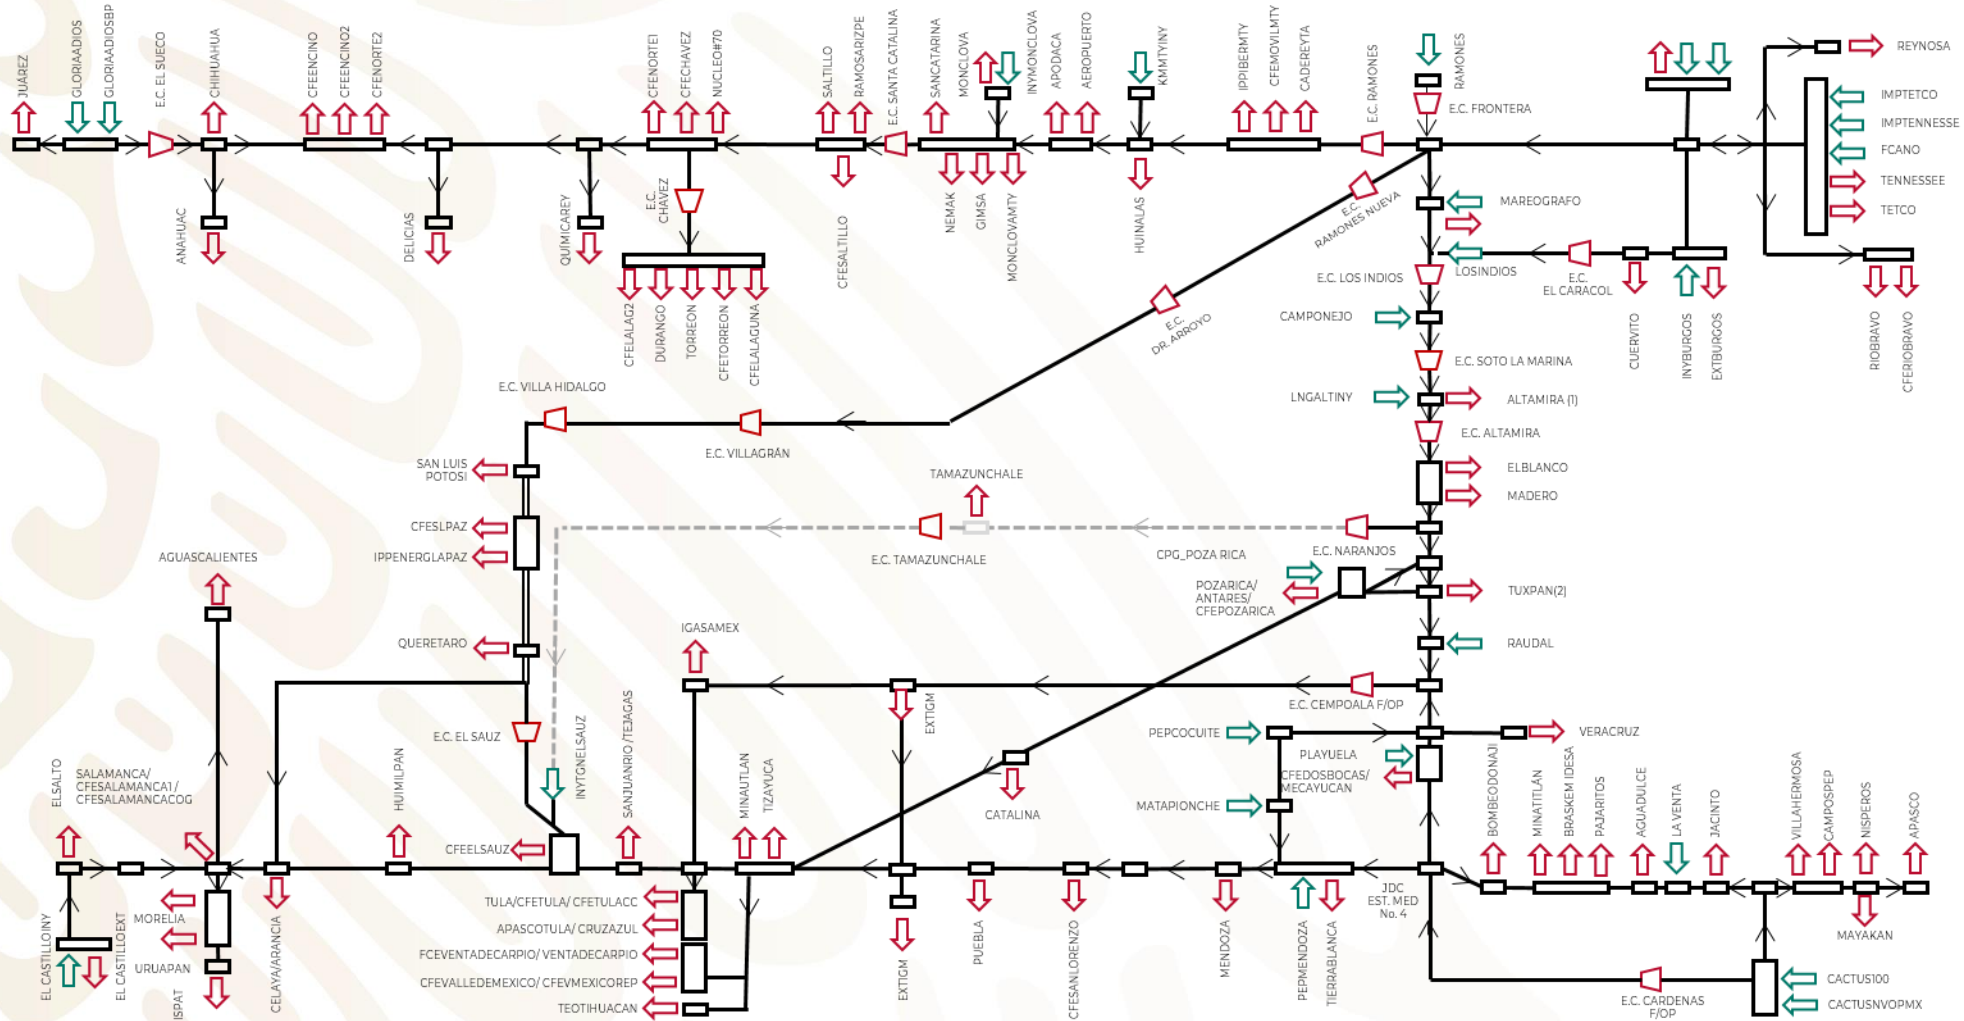 JUAREZ
GLORIAADIOS
GLORIAADIOSBP
E.C. EL SUECO
CHIHUAHUA
CFEENCINO
CFEENCINO2
CFENORTE2
CFENORTE1
CFECHAVEZ
NUCLEO#70
SALTILLO
RAMOSARIZPE
E.C. SANTA CATALINA
SANCATARINA
MONCLOVA
INYMONCLOVA
APODACA
AEROPUERTO
KMMTYINY
IPPIBERMTY
CFEMOVILMTY
CADEREYTA
E.C. RAMONES
RAMONES
E.C. FRONTERA
REYNOSA
IMPTETCO
IMPTENNESSE
FCANO
TENNESSEE
TETCO
ANAHUAC
DELICIAS
QUÍMICAREY
E.C.
CHAVEZ
CFESALTILLO
NEMAK
GIMSA
MONCLOVAMTY
HUINALAS
E.C.
RAMONES NUEVA
MAREOGRAFO
LOSINDIOS
E.C. LOS INDIOS
E.C.
EL CARACOL
CUERVITO
INYBURGOS
EXTBURGOS
RIOBRAVO
CFERIOBRAVO
CFELALAG2
DURANGO
TORREON
CFETORREON
CFELALAGUNA
E.C.
DR. ARROYO
CAMPONEJO
E.C. SOTO LA MARINA
E.C. VILLA HIDALGO
E.C. VILLAGRÁN
LNGALTINY
ALTAMIRA (1)
E.C. ALTAMIRA
SAN LUIS
POTOSI
TAMAZUNCHALE
ELBLANCO
MADERO
CFESLPAZ
IPPENERGLAPAZ
AGUASCALIENTES
E.C. TAMAZUNCHALE
CPG_POZA RICA
E.C. NARANJOS
POZARICA/
ANTARES/
CFEPOZARICA
TUXPAN(2)
QUERETARO
IGASAMEX
RAUDAL
EXTIGM
E.C. CEMPOALA F/OP
E.C. EL SAUZ
INYTGNELSAUZ
SANJUANRIO /TEJAGAS
PEPCOCUITE
PLAYUELA
CFEDOSBOCAS/
MECAYUCAN
VERACRUZ
ELSALTO
SALAMANCA/
CFESALAMANCA1 /
CFESALAMANCACOG
HUIMILPAN
CFEELSAUZ
MINAUTLAN
TIZAYUCA
CATALINA
MATAPIONCHE
BOMBEODONAJI
MINATITLÁN
BRASKEM IDESA
PAJARITOS
AGUADULCE
LA VENTA
JACINTO
VILLAHERMOSA
CAMPOSPEP
NISPEROS
APASCO
JDC
EST. MED
No. 4
EL CASTILLOINY
EL CASTILLOEXT
MORELIA
URUAPAN
ISPAT
CELAYA/ARANCIA
TULA/CFETULA/ CFETULACC
APASCOTULA/ CRUZAZUL
FCEVENTADECARPIO/ VENTADECARPIO
CFEVALLEDEMEXICO/ CFEVMEXICOREP
TEOTIHUACAN
EXTIGM
PUEBLA
CFESANLORENZO
MENDOZA
PEPMENDOZA
TIERRABLANCA
MAYAKAN
E.C. CARDENAS
F/OP
CACTUS100
CACTUSNVOPMX